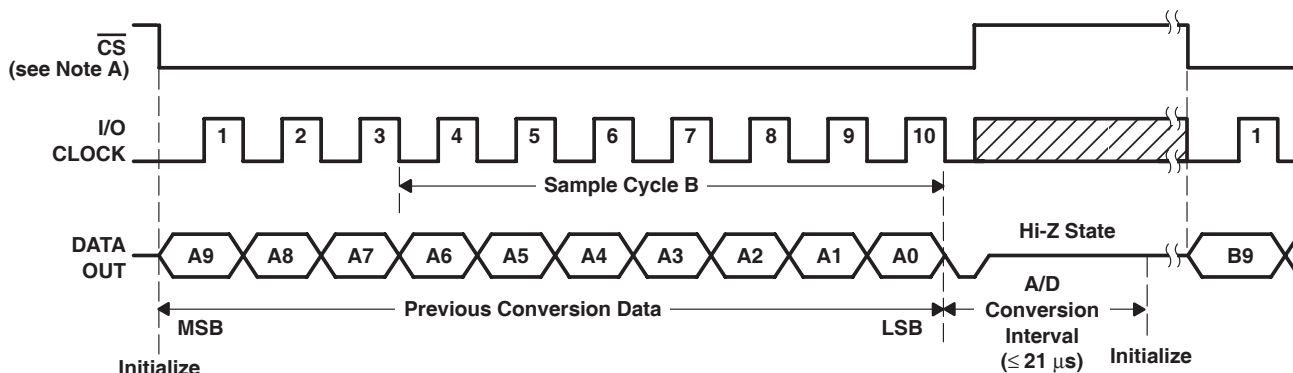 CS
(see Note A)
I/O
CLOCK
1 2 3 4 5 6 7 8 9 10 1
Sample Cycle B
DATA
OUT
A9 A8 A7 A6 A5 A4 A3 A2 A1 A0 B9
Hi-Z State
Previous Conversion Data
MSB
LSB
A/D
Conversion
Interval
(≤ 21 μs)
Initialize
Initialize